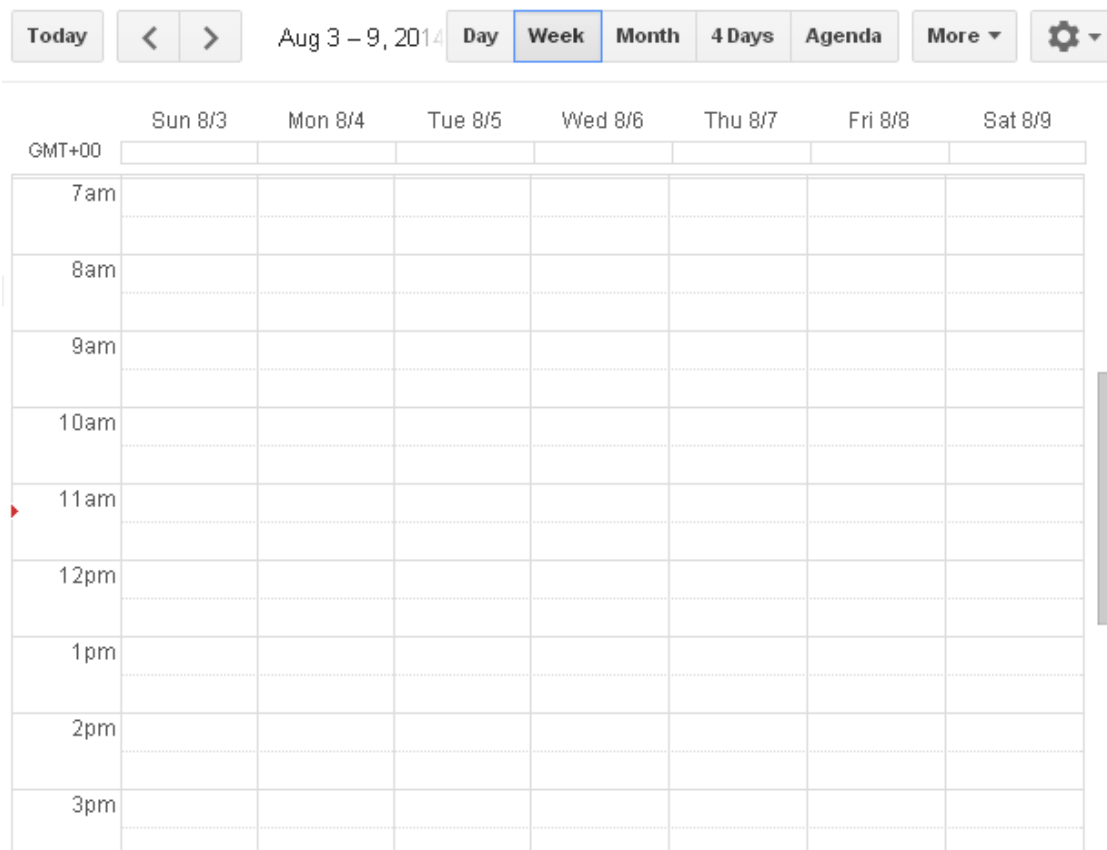 Today Aug 3 – 9, 2014 Day Week Month 4 Days Agenda More
Sun 8/3 Mon 8/4 Tue 8/5 Wed 8/6 Thu 8/7 Fri 8/8 Sat 8/9
GMT+00
7am
8am
9am
10am
11am
12pm
1pm
2pm
3pm